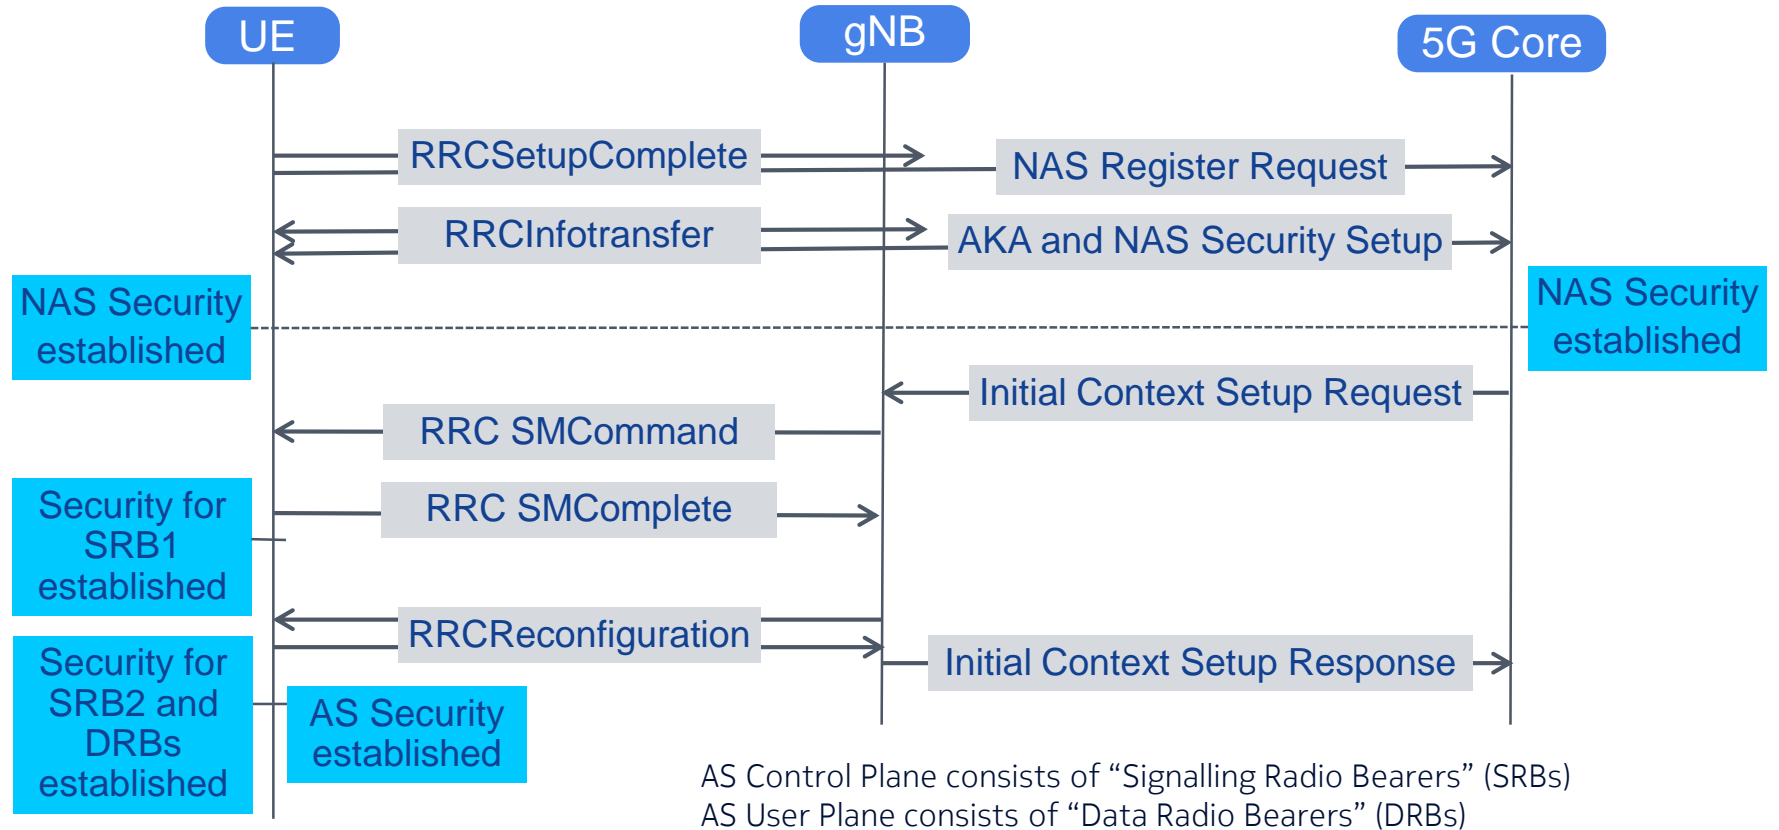 UE
gNB
5G Core
RRCSetupComplete
NAS Register Request
RRCInfotransfer
AKA and NAS Security Setup
NAS Security
established
NAS Security
established
Initial Context Setup Request
RRC SMCommand
RRC SMComplete
Security for
SRB1
established
RRCReconfiguration
Initial Context Setup Response
Security for
SRB2 and
DRBs
established
AS Security
established
AS Control Plane consists of “Signalling Radio Bearers” (SRBs)
AS User Plane consists of “Data Radio Bearers” (DRBs)